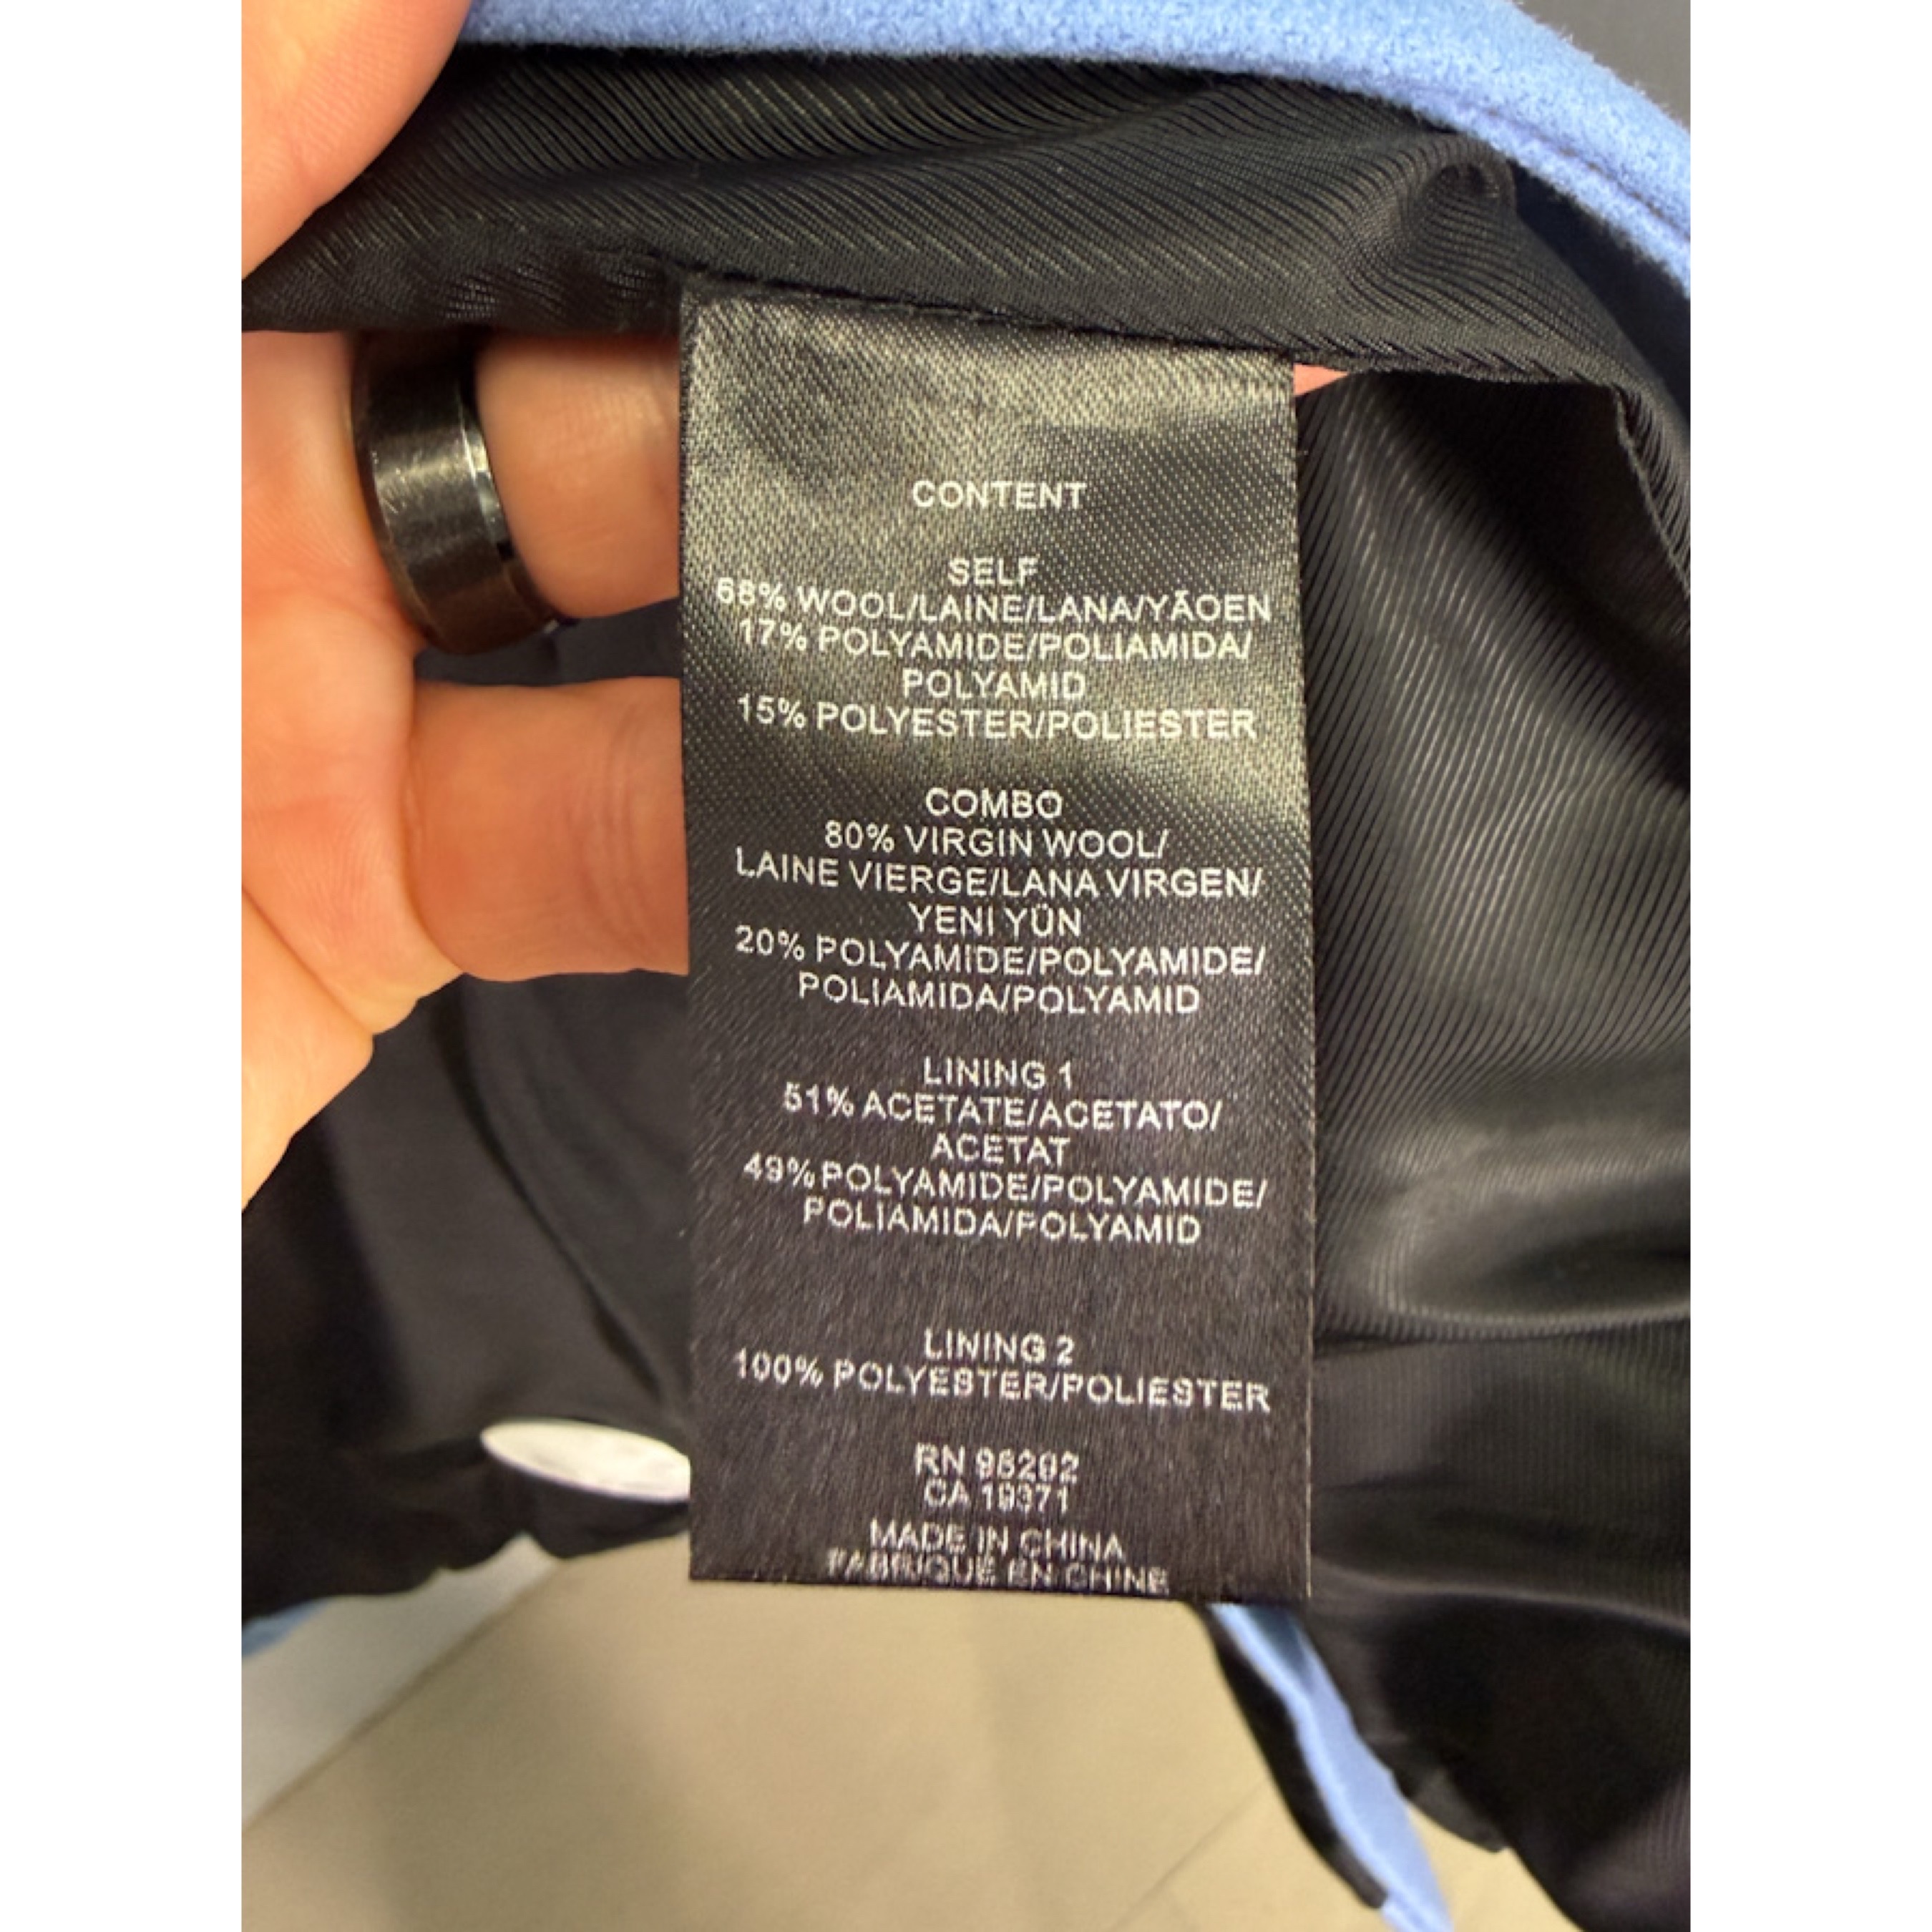 CONTENT
SELF
68% WOOL/LAINE/LANA/YÃOEN
17% POLYAMIDE/POLIAMIDA/
POLYAMID
15% POLYESTER/POLIESTER
COMBO
80% VIRGIN WOOL/
LAINE VIERGE/LANA VIRGEN/
YENI YÜN
20% POLYAMIDE/POLYAMIDE/
POLIAMIDA/POLYAMID
LINING 1
51% ACETATE/ACETATO/
ACETAT
49% POLYAMIDE/POLYAMIDE/
POLIAMIDA/POLYAMID
LINING 2
100% POLYESTER/POLIESTER
RN
CA 19371
MADE IN CHINA
FABRIQUÉ EN CHINE